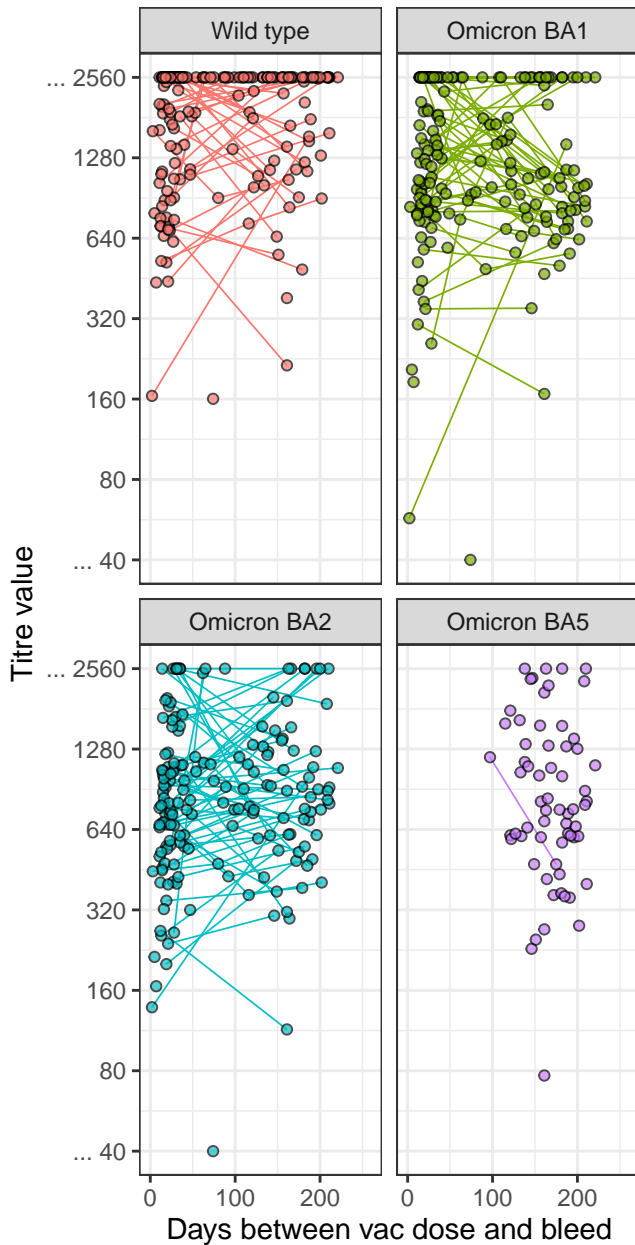 Wild type
Omicron BA1
... 2560
1280
640
320
160
80
... 40
Titre value
Omicron BA2
Omicron BA5
... 2560
1280
640
320
160
80
... 40
0 100 200 0 100 200
Days between vac dose and bleed